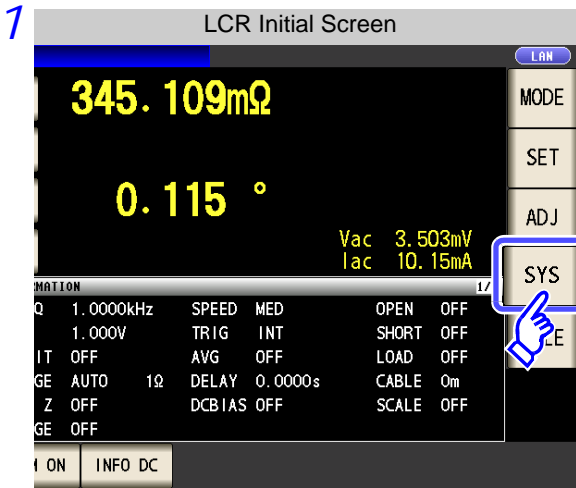 1
LCR Initial Screen
LAN
345.109mΩ
MODE
SET
0.115 °
ADJ
Vac 3.503mV
Iac 10.15mA
SYS
RMATION 1/
Q 1.0000kHz SPEED MED OPEN OFF
1.000V TRIG INT SHORT OFF
LE
IT OFF AVG OFF LOAD OFF
GE AUTO 1Ω DELAY 0.0000s CABLE 0m
Z OFF DCBIAS OFF SCALE OFF
GE OFF
M ON INFO DC